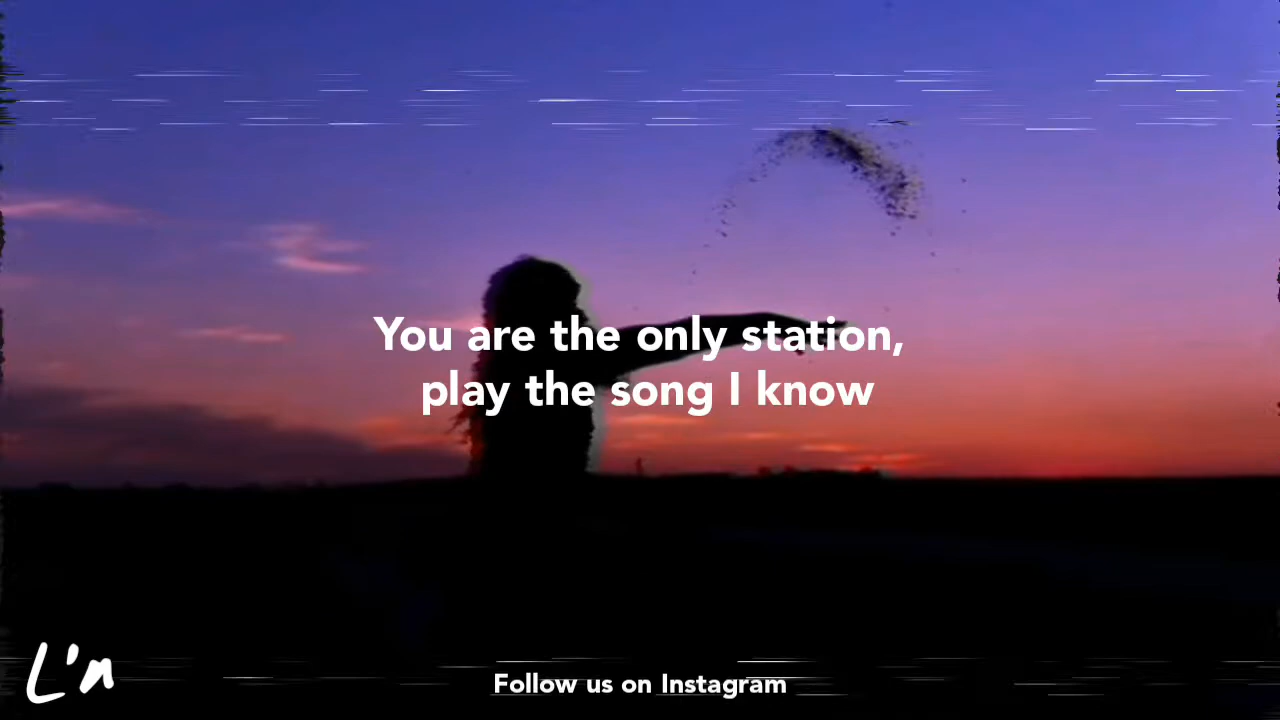 You are the only station,
play the song I know
L'n
Follow us on Instagram